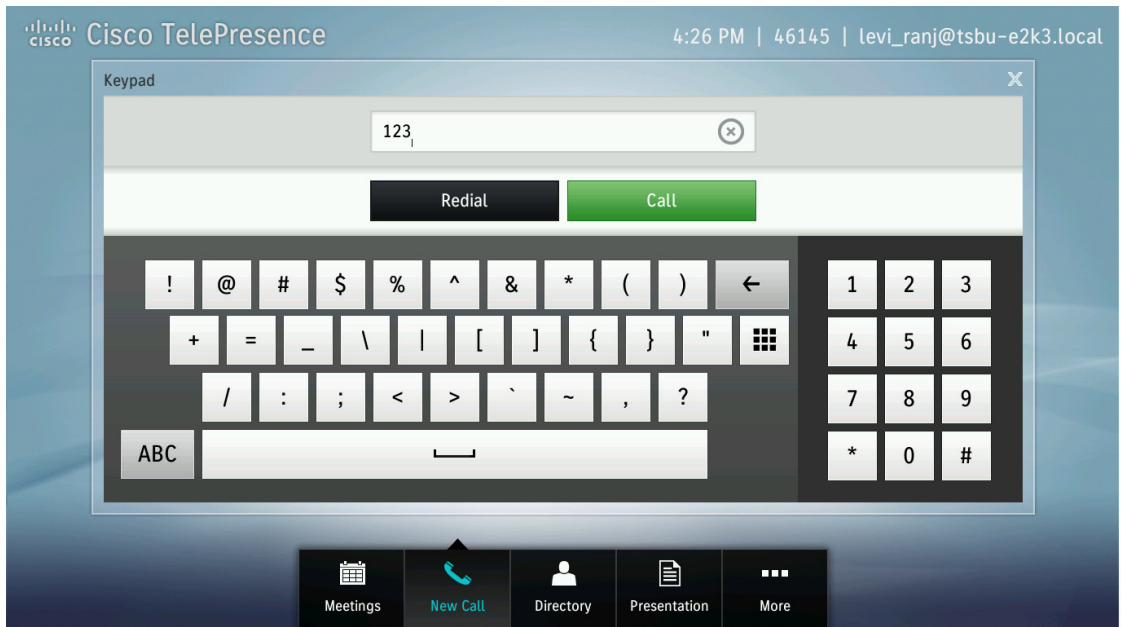 CISCO Cisco TelePresence 4:26 PM | 46145 | levi_ranj@tsbu-e2k3.local
Keypad X
123
Redial Call
! @ # $ % ^ & * ( ) ← 1 2 3
+ = _ \ | [ ] { } " 4 5 6
/ : ; < > ` ~ , ? 7 8 9
ABC * 0 #
Meetings New Call Directory Presentation More